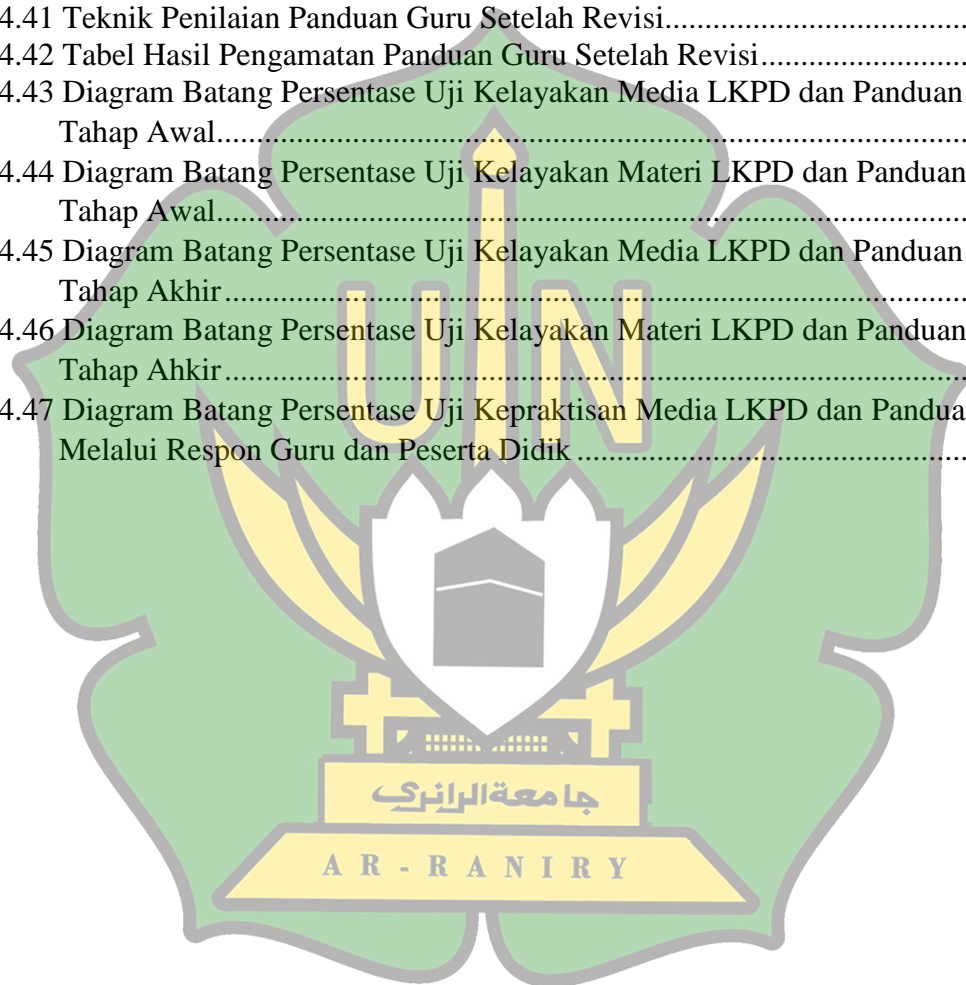 4.41 Teknik Penilaian Panduan Guru Setelah Revisi....................................
4.42 Tabel Hasil Pengamatan Panduan Guru Setelah Revisi..........................
4.43 Diagram Batang Persentase Uji Kelayakan Media LKPD dan Panduan
Tahap Awal...............................................................................................
4.44 Diagram Batang Persentase Uji Kelayakan Materi LKPD dan Panduan
Tahap Awal...............................................................................................
4.45 Diagram Batang Persentase Uji Kelayakan Media LKPD dan Panduan
Tahap Akhir..............................................................................................
4.46 Diagram Batang Persentase Uji Kelayakan Materi LKPD dan Panduan
Tahap Ahkir..............................................................................................
4.47 Diagram Batang Persentase Uji Kepraktisan Media LKPD dan Pandua
Melalui Respon Guru dan Peserta Didik ..................................................
UIN
جامعة الرانري
AR-RANIRY